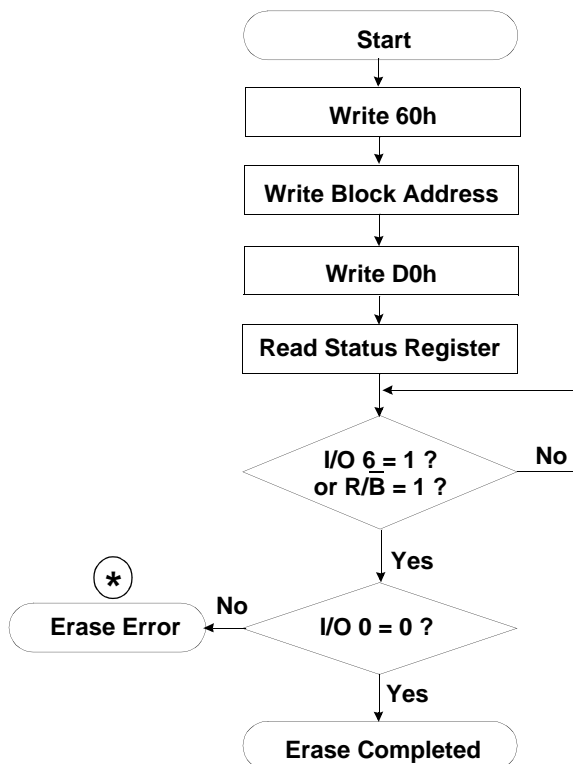 Start
Write 60h
Write Block Address
Write D0h
Read Status Register
I/O 6 = 1 ?
or R/B̅ = 1 ?
No
Yes
*
No
Erase Error
I/O 0 = 0 ?
Yes
Erase Completed